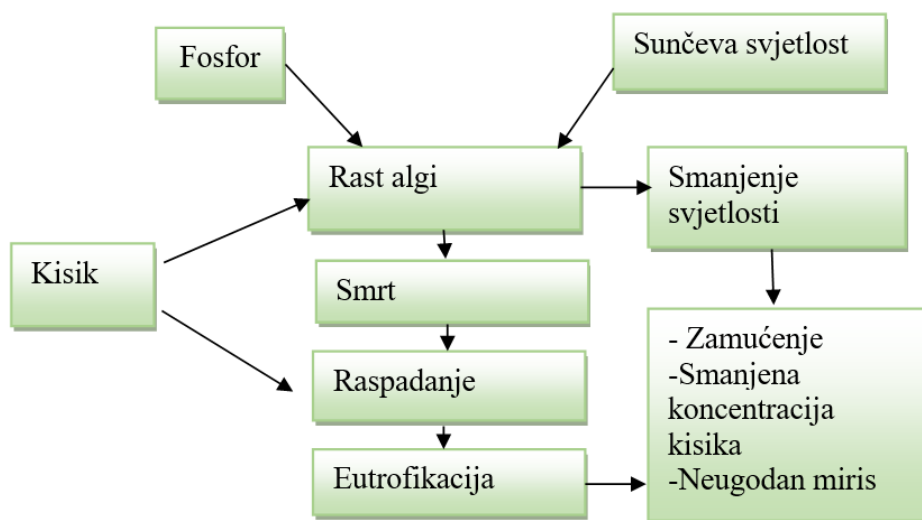 Fosfor
Sunčeva svjetlost
Rast algi
Smanjenje
svjetlosti
Kisik
Smrt
Raspadanje
Eutrofikacija
- Zamućenje
-Smanjena
koncentracija
kisika
-Neugodan miris